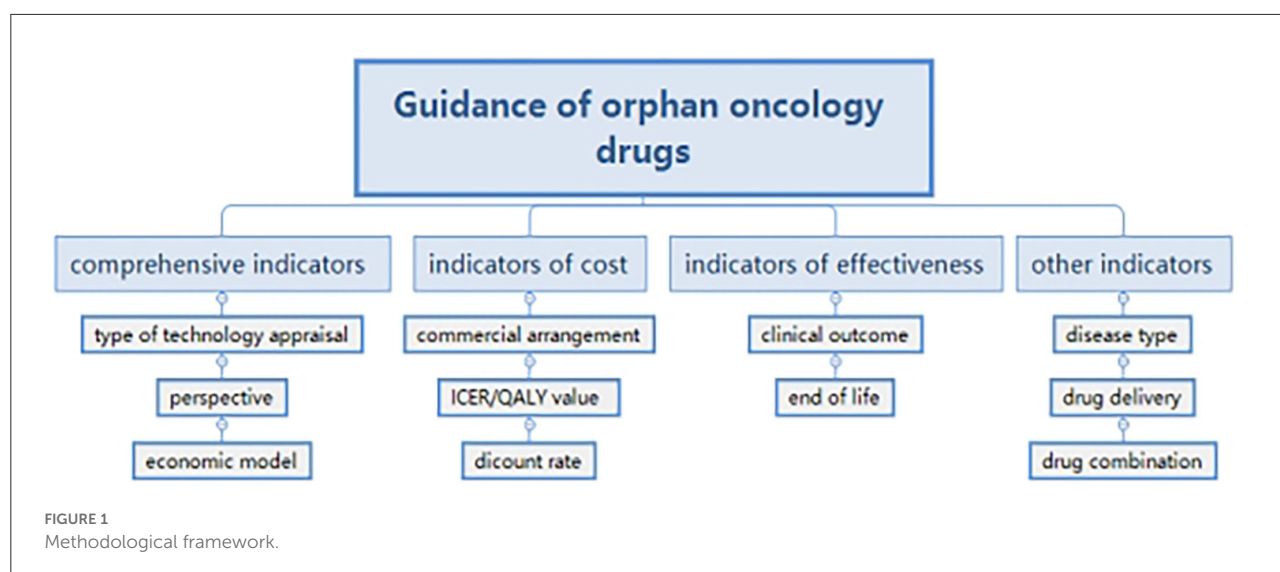 Guidance of orphan oncology
drugs
comprehensive indicators
type of technology appraisal
perspective
economic model
indicators of cost
commercial arrangement
ICER/QALY value
dicount rate
indicators of effectiveness
clinical outcome
end of life
other indicators
disease type
drug delivery
drug combination
FIGURE 1
Methodological framework.